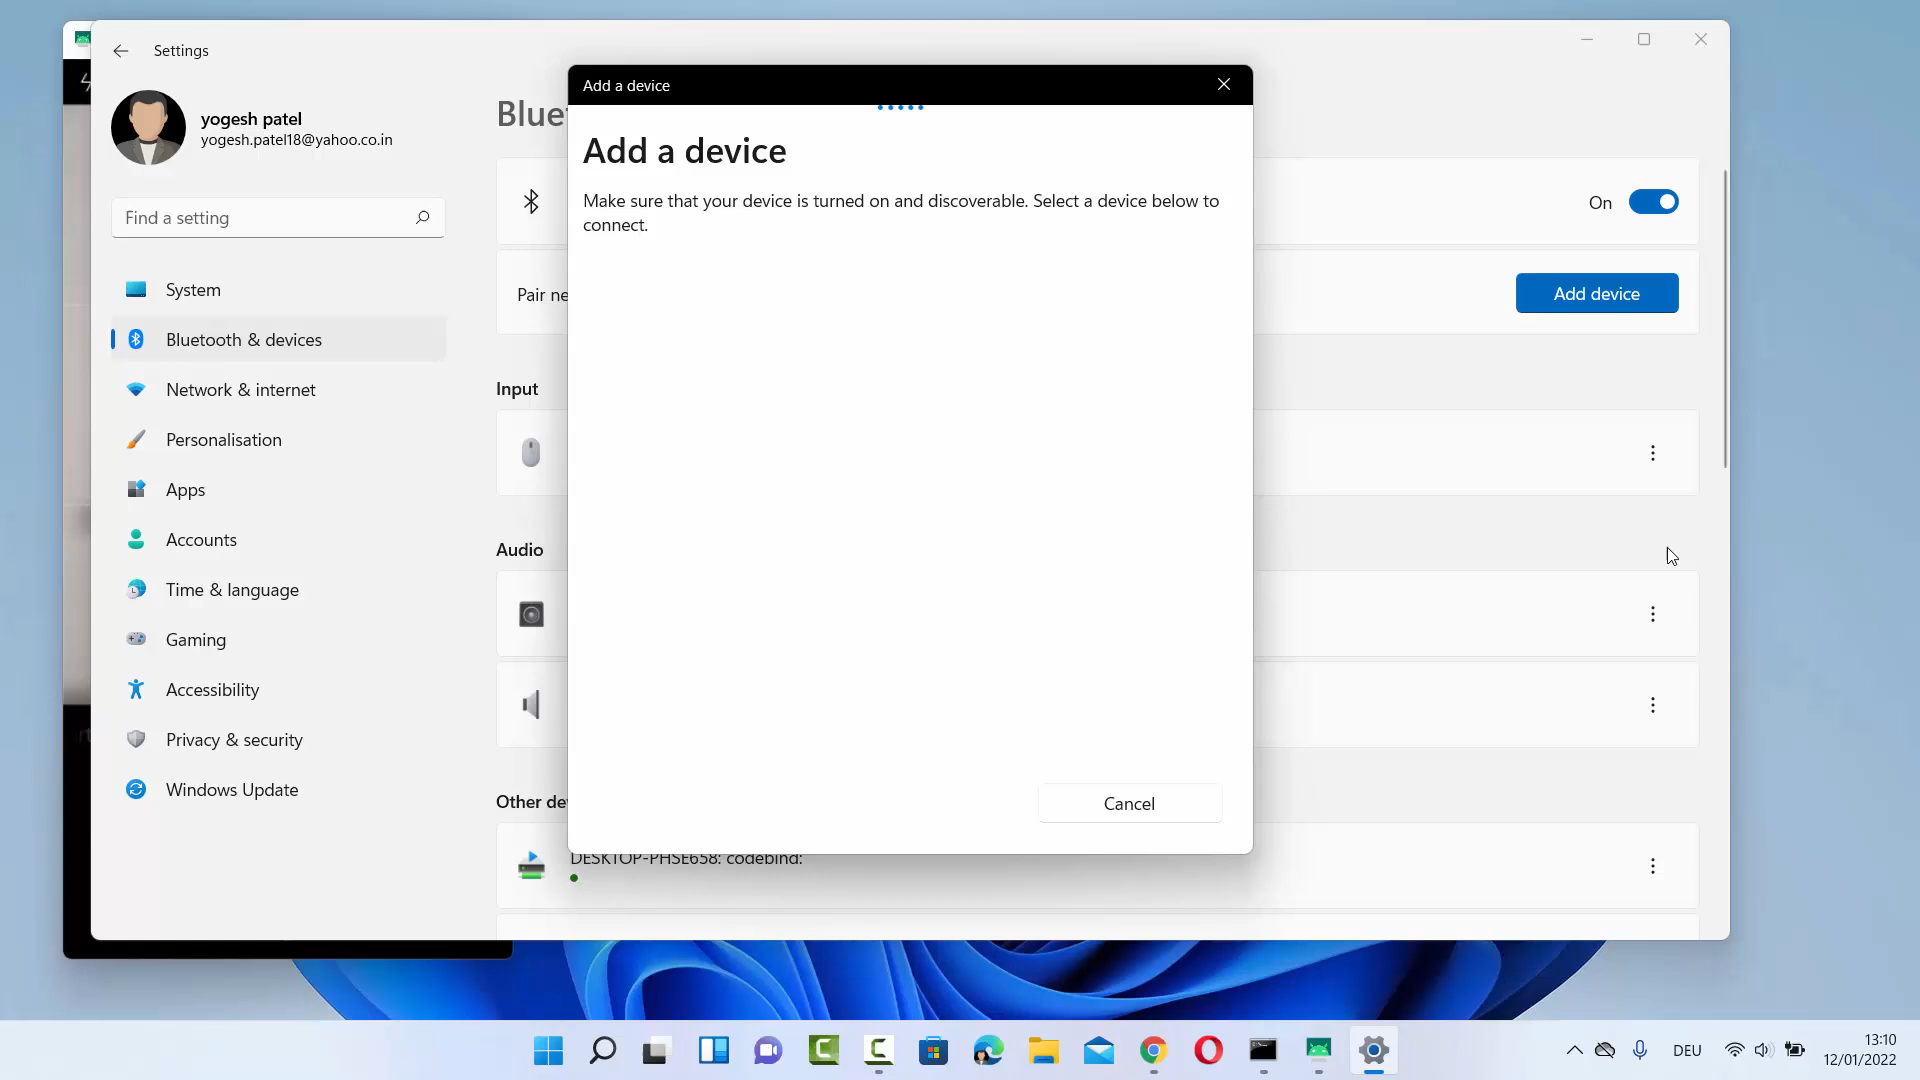 Settings
yogesh patel
yogesh.patel18@yahoo.co.in
Find a setting
System
Bluetooth & devices
Network & internet
Personalisation
Apps
Accounts
Time & language
Gaming
Accessibility
Privacy & security
Windows Update
Add a device
Add a device
Make sure that your device is turned on and discoverable. Select a device below to
connect.
Cancel
On
Pair
Add device
Input
Audio
Other
DESKTOP-PHSE658: codebind:
DEU
13:10
12/01/2022